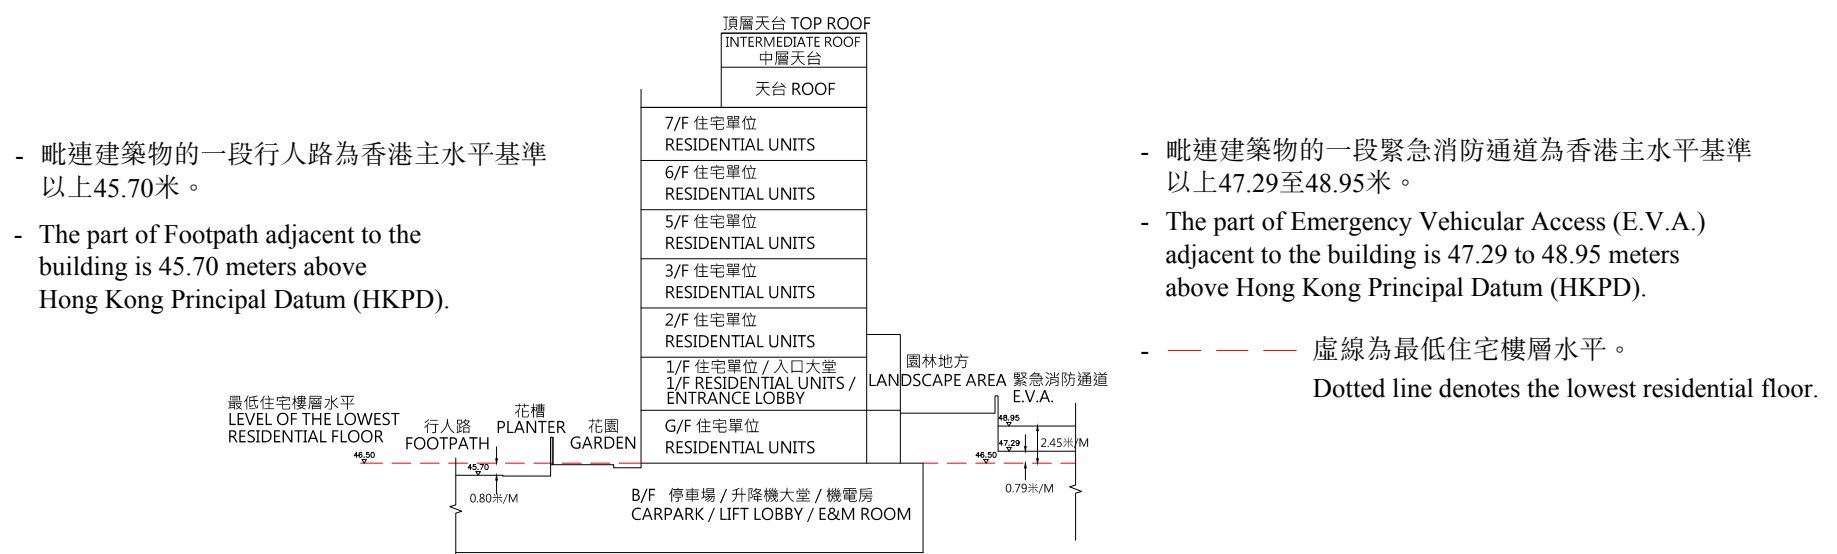 - 毗連建築物的一段行人路為香港主水平基準
以上45.70米。
- The part of Footpath adjacent to the
building is 45.70 meters above
Hong Kong Principal Datum (HKPD).
頂層天台 TOP ROOF
INTERMEDIATE ROOF
中層天台
天台 ROOF
7/F 住宅單位
RESIDENTIAL UNITS
6/F 住宅單位
RESIDENTIAL UNITS
5/F 住宅單位
RESIDENTIAL UNITS
3/F 住宅單位
RESIDENTIAL UNITS
2/F 住宅單位
RESIDENTIAL UNITS
1/F 住宅單位 / 入口大堂
1/F RESIDENTIAL UNITS /
ENTRANCE LOBBY
G/F 住宅單位
RESIDENTIAL UNITS
B/F 停車場 / 升降機大堂 / 機電房
CARPARK / LIFT LOBBY / E&M ROOM
最低住宅樓層水平
LEVEL OF THE LOWEST
RESIDENTIAL FLOOR
46.50
行人路
FOOTPATH
45.70
0.80米/M
花槽
PLANTER
花園
GARDEN
園林地方
LANDSCAPE AREA
緊急消防通道
E.V.A.
48.95
47.29
2.45米/M
46.50
0.79米/M
- 毗連建築物的一段緊急消防通道為香港主水平基準
以上47.29至48.95米。
- The part of Emergency Vehicular Access (E.V.A.)
adjacent to the building is 47.29 to 48.95 meters
above Hong Kong Principal Datum (HKPD).
- 虛線為最低住宅樓層水平。
Dotted line denotes the lowest residential floor.